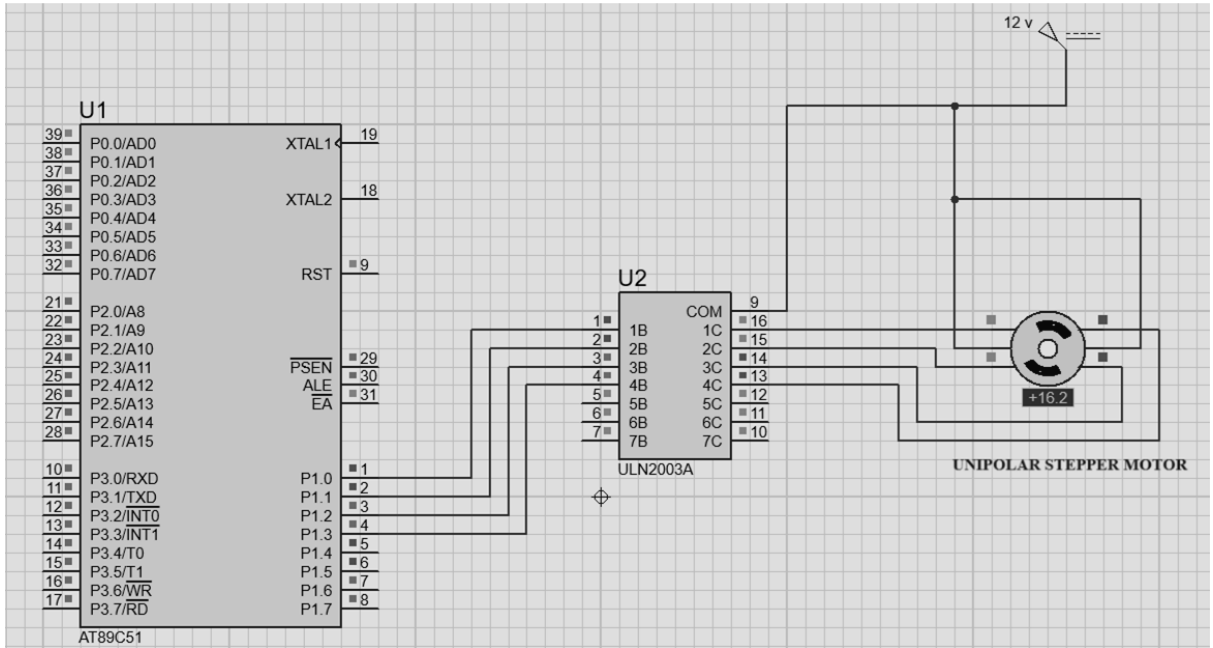 12 v
U1
39 P0.0/AD0 XTAL1 19
38 P0.1/AD1
37 P0.2/AD2
36 P0.3/AD3 XTAL2 18
35 P0.4/AD4
34 P0.5/AD5
33 P0.6/AD6
32 P0.7/AD7 RST 9
21 P2.0/A8
22 P2.1/A9
23 P2.2/A10
24 P2.3/A11 PSEN 29
25 P2.4/A12 ALE 30
26 P2.5/A13 EA 31
27 P2.6/A14
28 P2.7/A15
10 P3.0/RXD P1.0 1
11 P3.1/TXD P1.1 2
12 P3.2/INT0 P1.2 3
13 P3.3/INT1 P1.3 4
14 P3.4/T0 P1.4 5
15 P3.5/T1 P1.5 6
16 P3.6/WR P1.6 7
17 P3.7/RD P1.7 8
AT89C51
U2
COM 9
1 1B 1C 16
2 2B 2C 15
3 3B 3C 14
4 4B 4C 13
5 5B 5C 12
6 6B 6C 11
7 7B 7C 10
ULN2003A
+16.2
UNIPOLAR STEPPER MOTOR